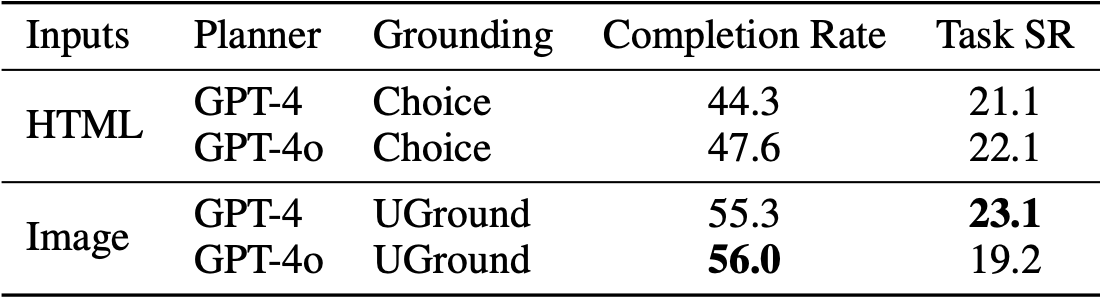 Inputs Planner Grounding Completion Rate Task SR
HTML GPT-4 Choice 44.3 21.1
GPT-4o Choice 47.6 22.1
Image GPT-4 UGround 55.3 23.1
GPT-4o UGround 56.0 19.2